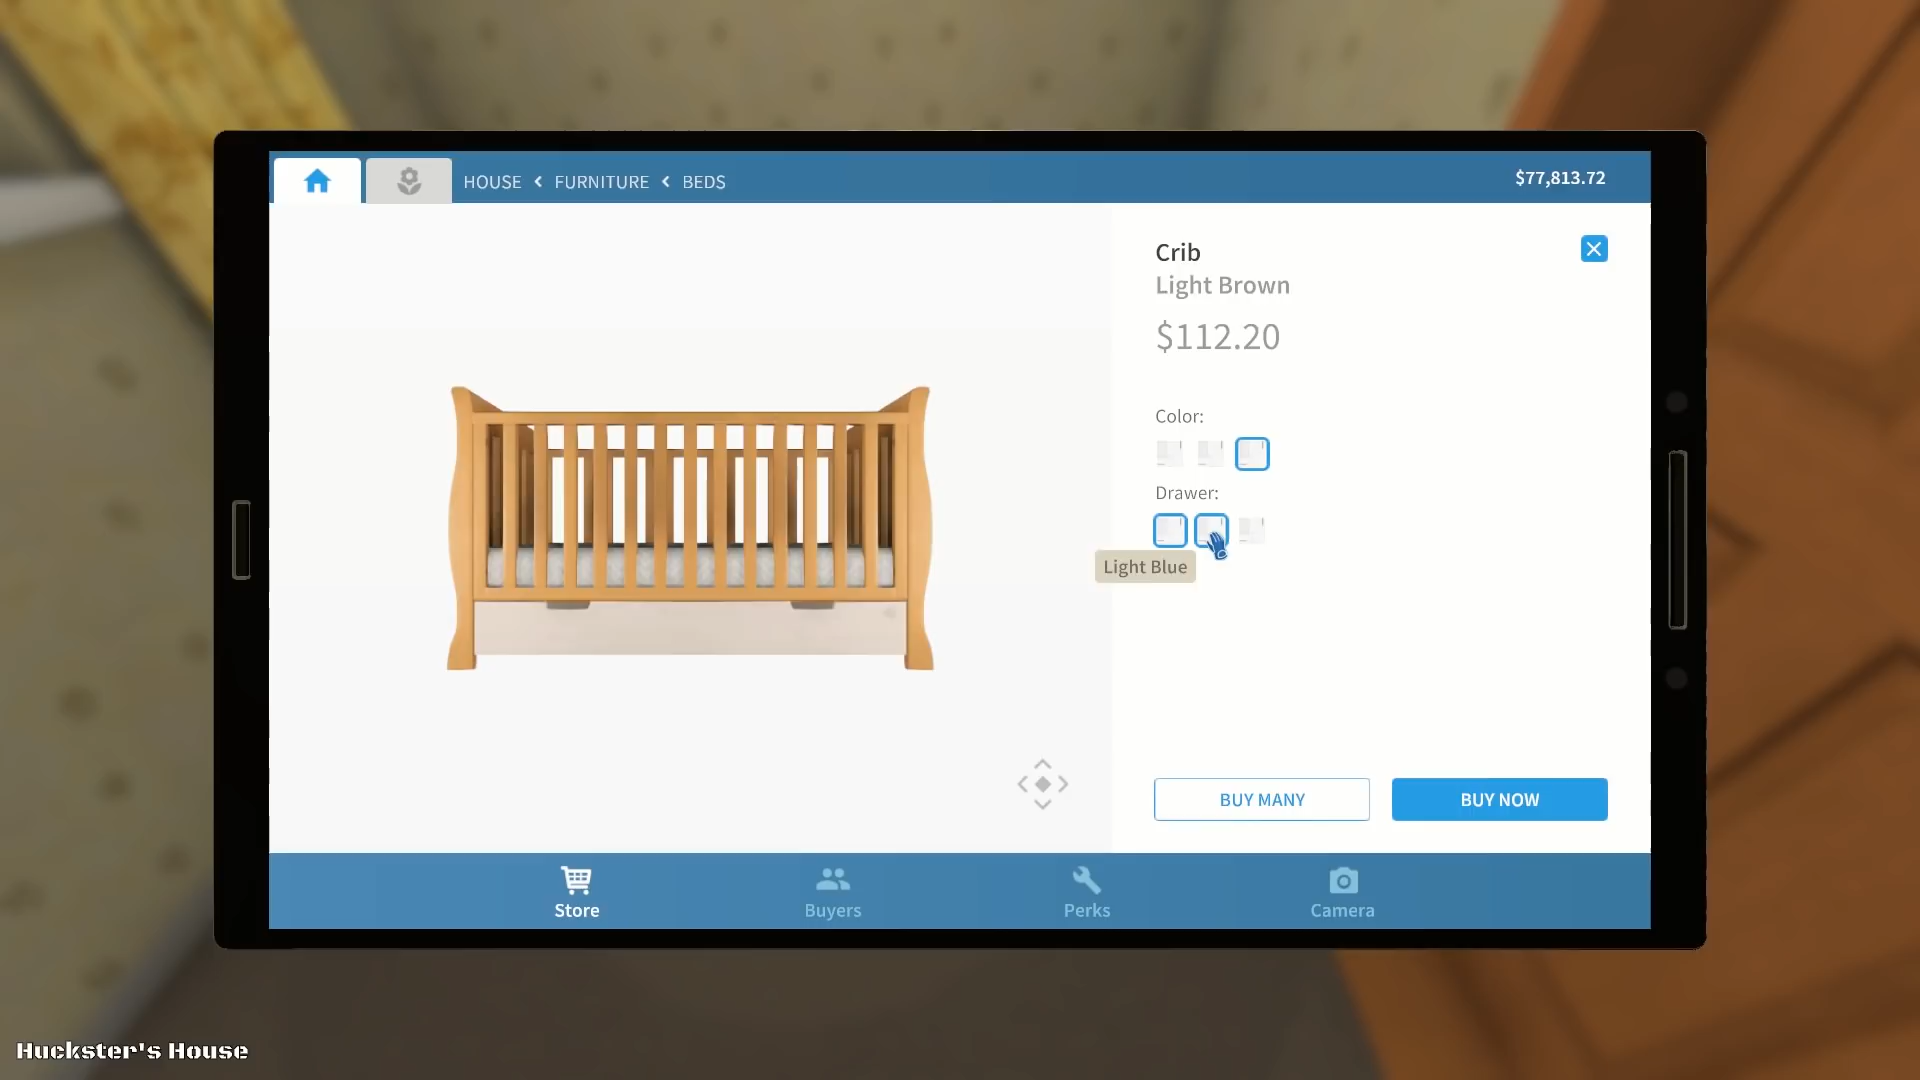 HOUSE < FURNITURE < BEDS
$77,813.72
Crib
Light Brown
$112.20
Color:
Drawer:
Light Blue
BUY MANY
BUY NOW
Store
Buyers
Perks
Camera
Huckster's House